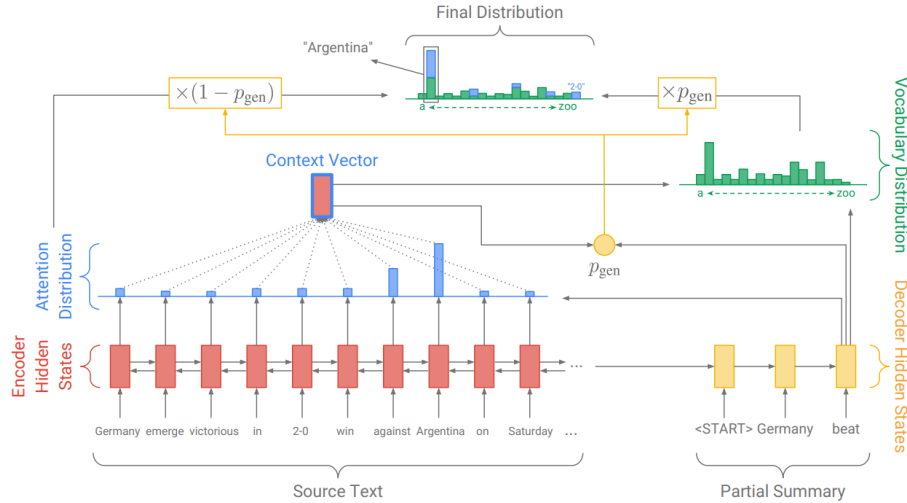 Final Distribution
"Argentina"
×(1 − p_gen)
"2-0"
×p_gen
a
zoo
Context Vector
Vocabulary Distribution
a
zoo
Attention
Distribution
p_gen
Encoder
Hidden
States
Decoder Hidden States
...
Germany emerge victorious in 2-0 win against Argentina on Saturday ...
<START> Germany beat
Source Text
Partial Summary